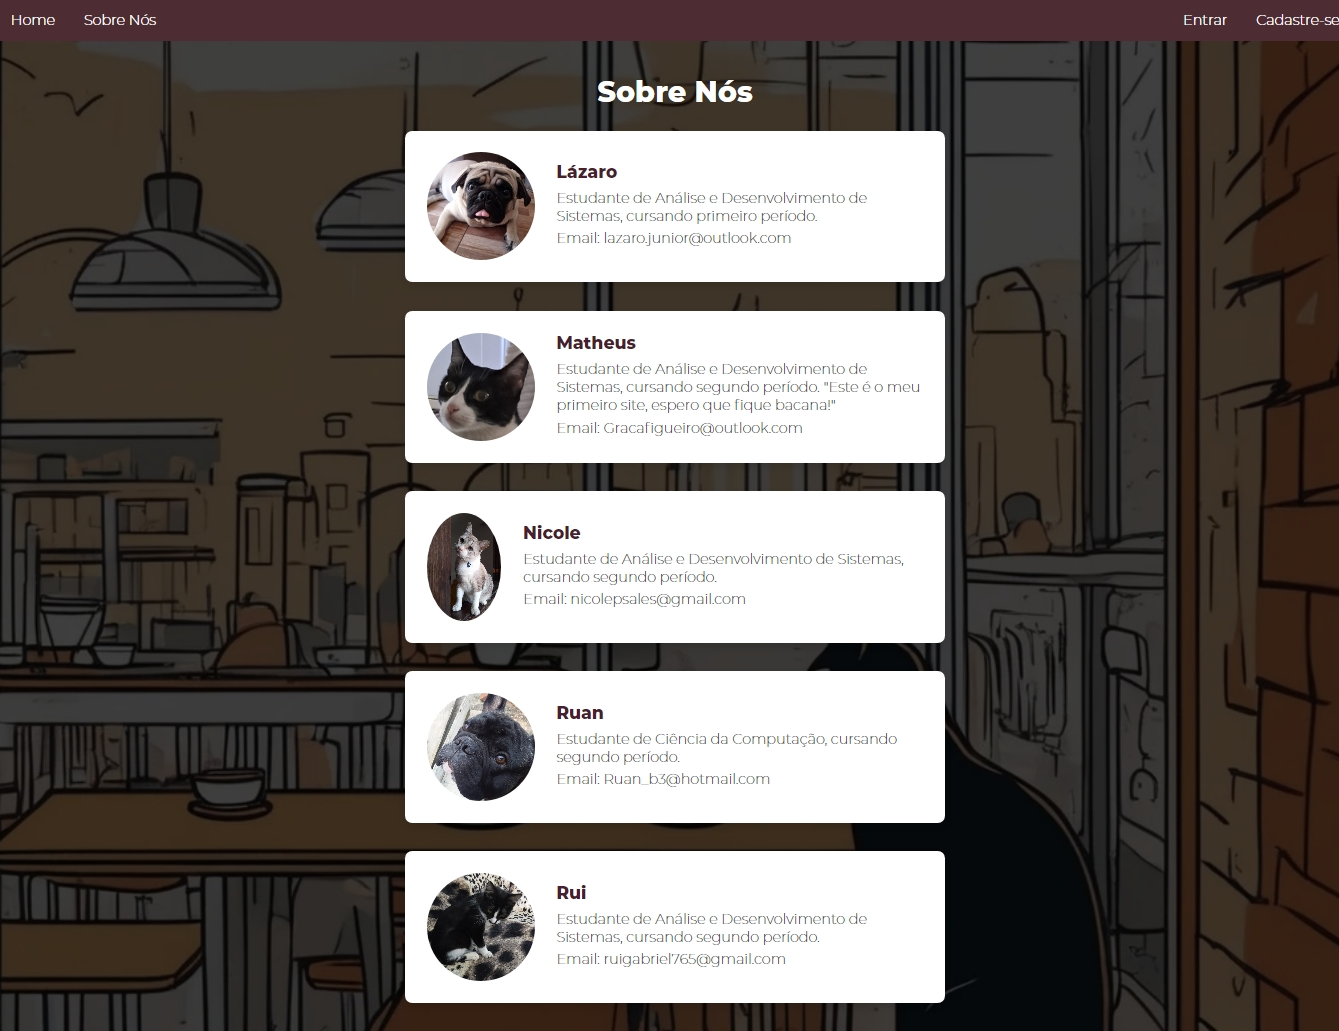 Home Sobre Nós Entrar Cadastre-se
Sobre Nós
Lázaro
Estudante de Análise e Desenvolvimento de
Sistemas, cursando primeiro período.
Email: lazaro.junior@outlook.com
Matheus
Estudante de Análise e Desenvolvimento de
Sistemas, cursando segundo período. "Este é o meu
primeiro site, espero que fique bacana!"
Email: Gracafigueiro@outlook.com
Nicole
Estudante de Análise e Desenvolvimento de Sistemas,
cursando segundo período.
Email: nicolepsales@gmail.com
Ruan
Estudante de Ciência da Computação, cursando
segundo período.
Email: Ruan_b3@hotmail.com
Rui
Estudante de Análise e Desenvolvimento de
Sistemas, cursando segundo período.
Email: ruigabriel765@gmail.com